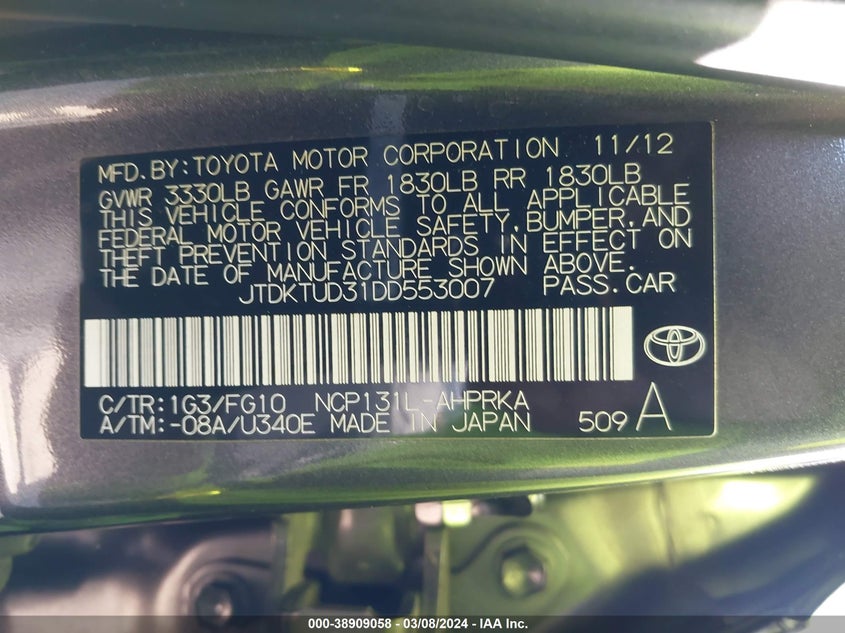 MFD.BY:TOYOTA MOTOR CORPORATION 11/12
GVWR 3330LB GAWR FR 1830LB RR 1830LB
THIS VEHICLE CONFORMS TO ALL APPLICABLE
FEDERAL MOTOR VEHICLE SAFETY,BUMPER,AND
THEFT PREVENTION STANDARDS IN EFFECT ON
THE DATE OF MANUFACTURE SHOWN ABOVE.
JTDKTUD31DD553007 PASS.CAR
C/TR:1G3/FG10 NCP131L-AHPRKA
A/TM:-08A/U340E MADE IN JAPAN 509 A
000-38909058 - 03/08/2024 - IAA Inc.